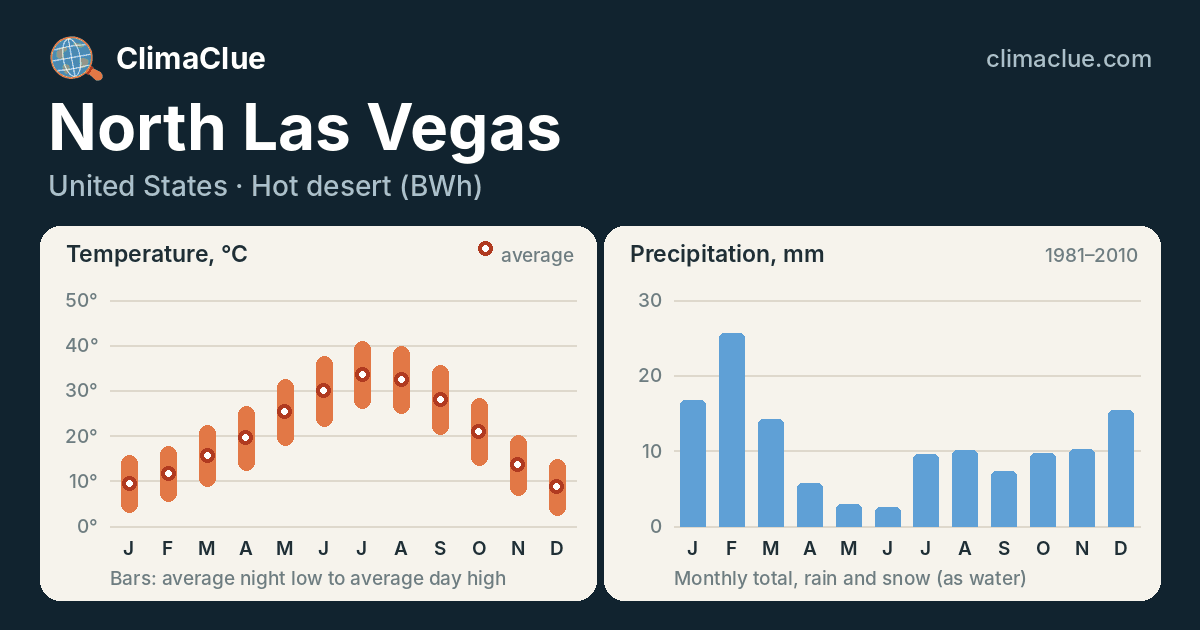 ClimaClue
climaclue.com
North Las Vegas
United States · Hot desert (BWh)
Temperature, °C
average
50°
40°
30°
20°
10°
0°
J F M A M J J A S O N D
Bars: average night low to average day high
Precipitation, mm
1981–2010
30
20
10
0
J F M A M J J A S O N D
Monthly total, rain and snow (as water)